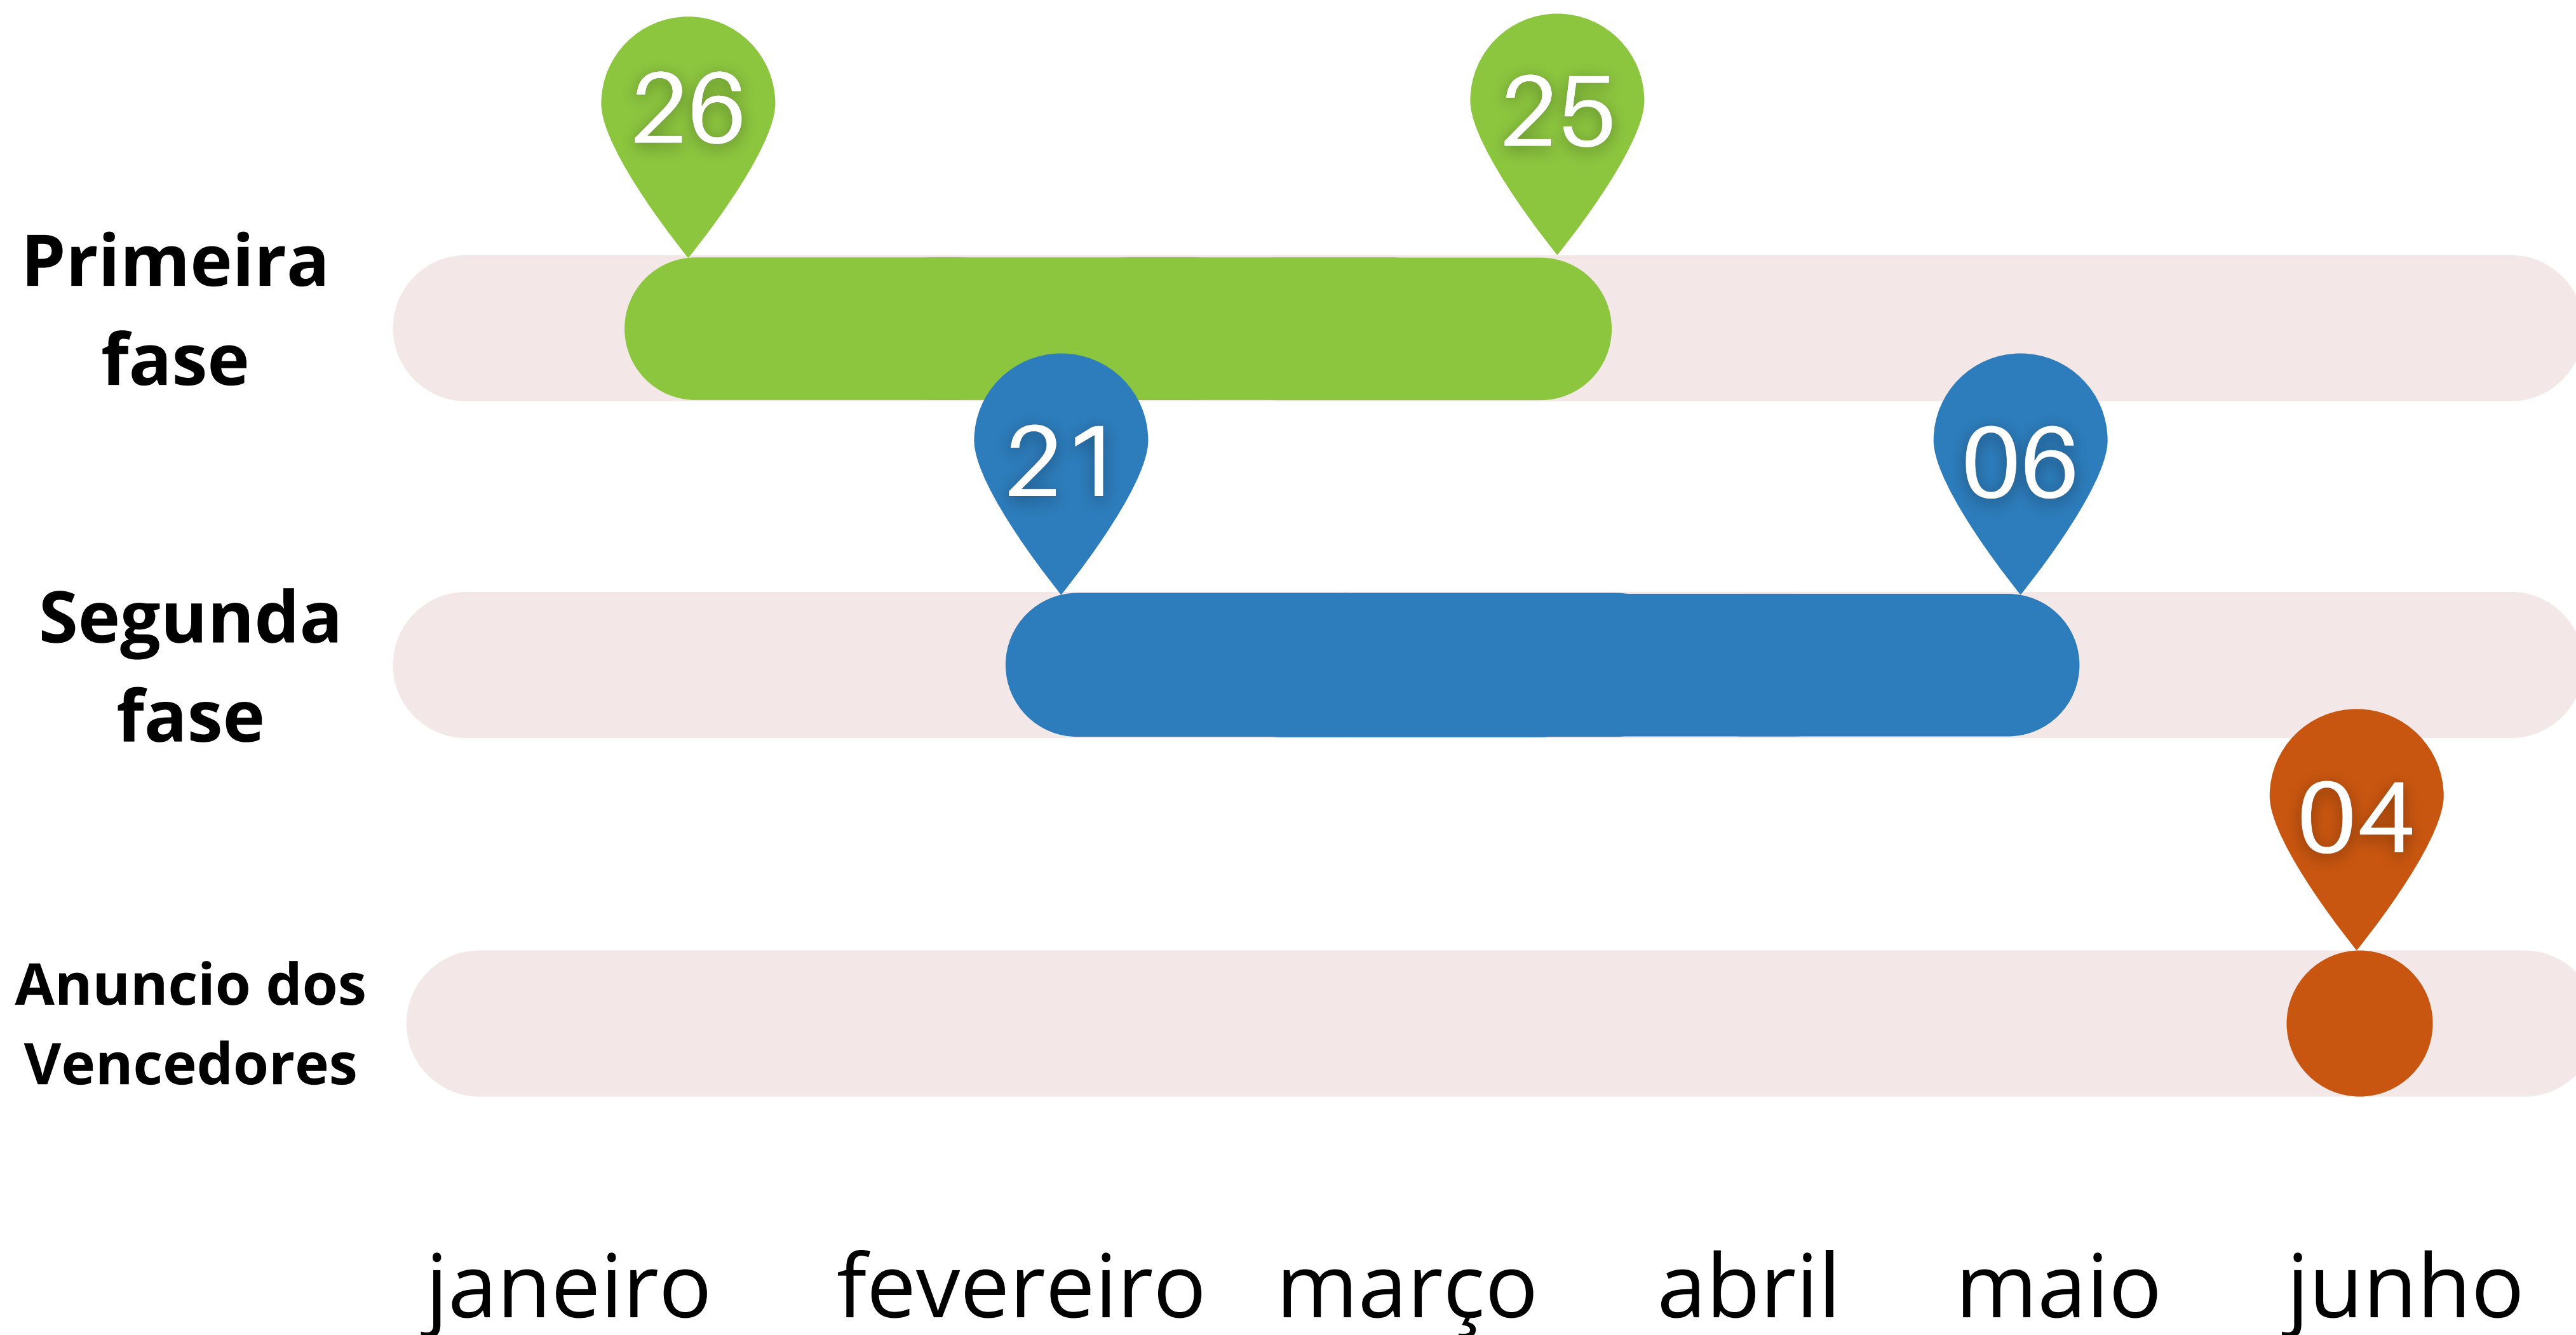 26
25
Primeira
fase
21
06
Segunda
fase
04
Anuncio dos
Vencedores
janeiro fevereiro março abril maio junho